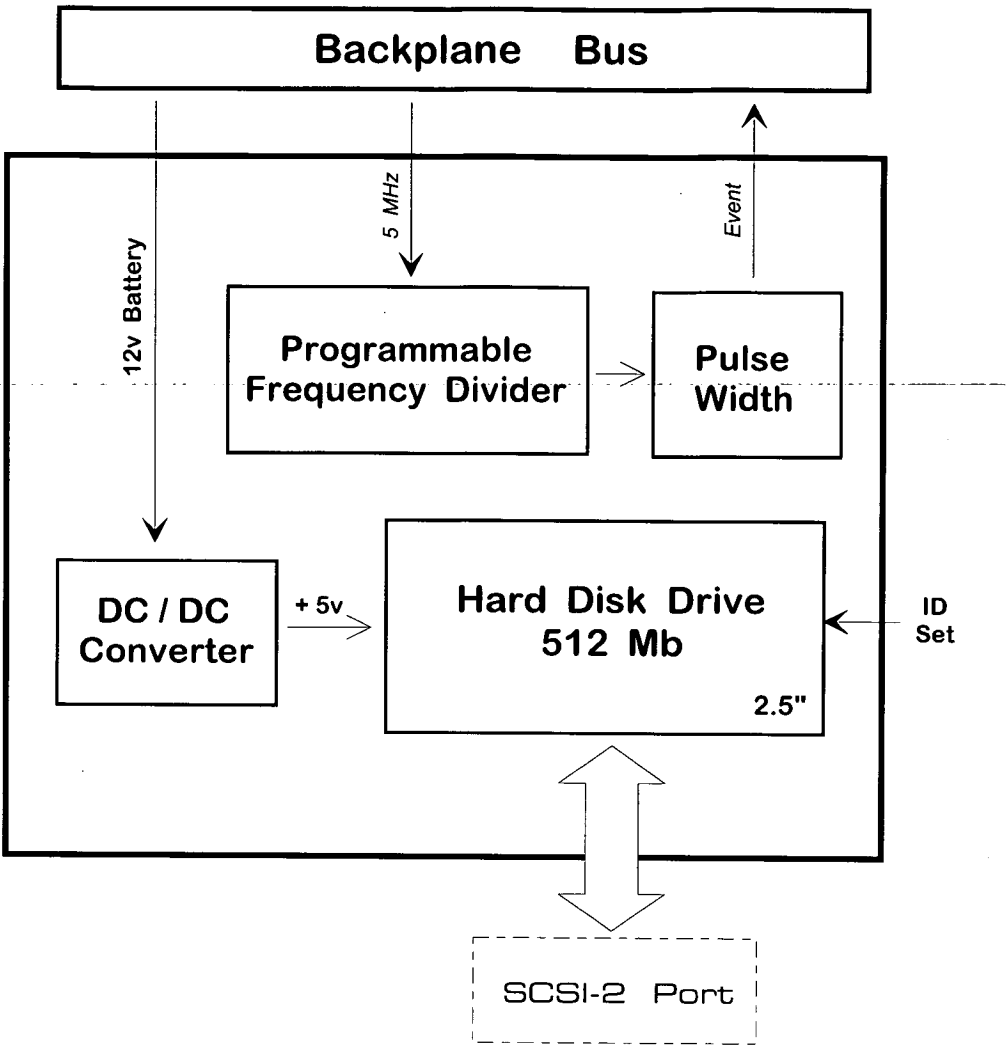 Backplane Bus
12v Battery
5 MHz
Event
Programmable
Frequency Divider
Pulse
Width
DC / DC
Converter
+ 5v
Hard Disk Drive
512 Mb
2.5"
ID
Set
SCSI-2 Port